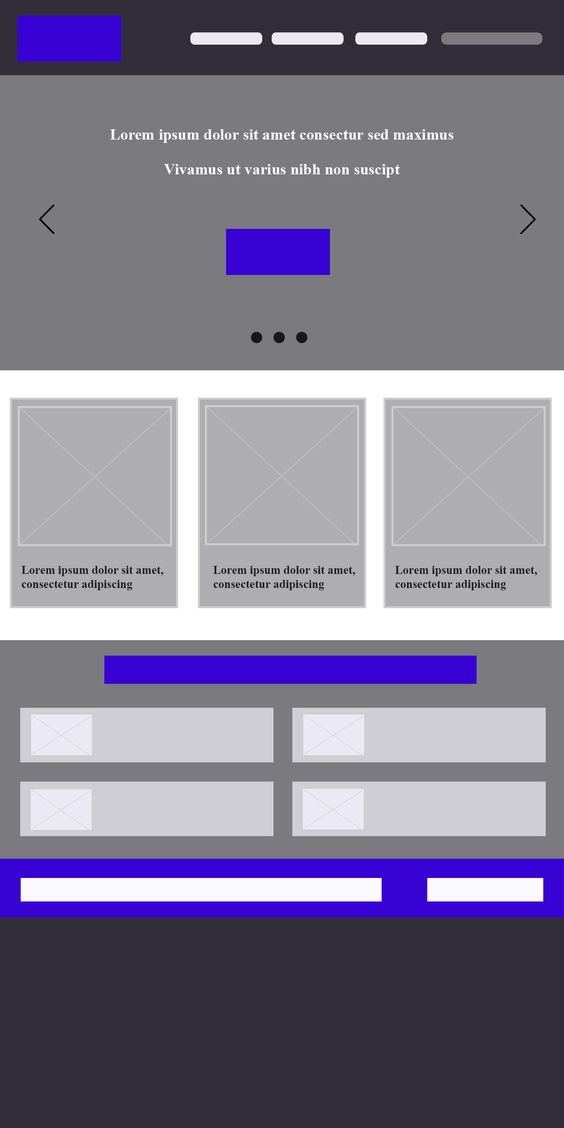 Lorem ipsum dolor sit amet consectur sed maximus
Vivamus ut varius nibh non suscipt
Lorem ipsum dolor sit amet,
consectetur adipiscing
Lorem ipsum dolor sit amet,
consectetur adipiscing
Lorem ipsum dolor sit amet,
consectetur adipiscing